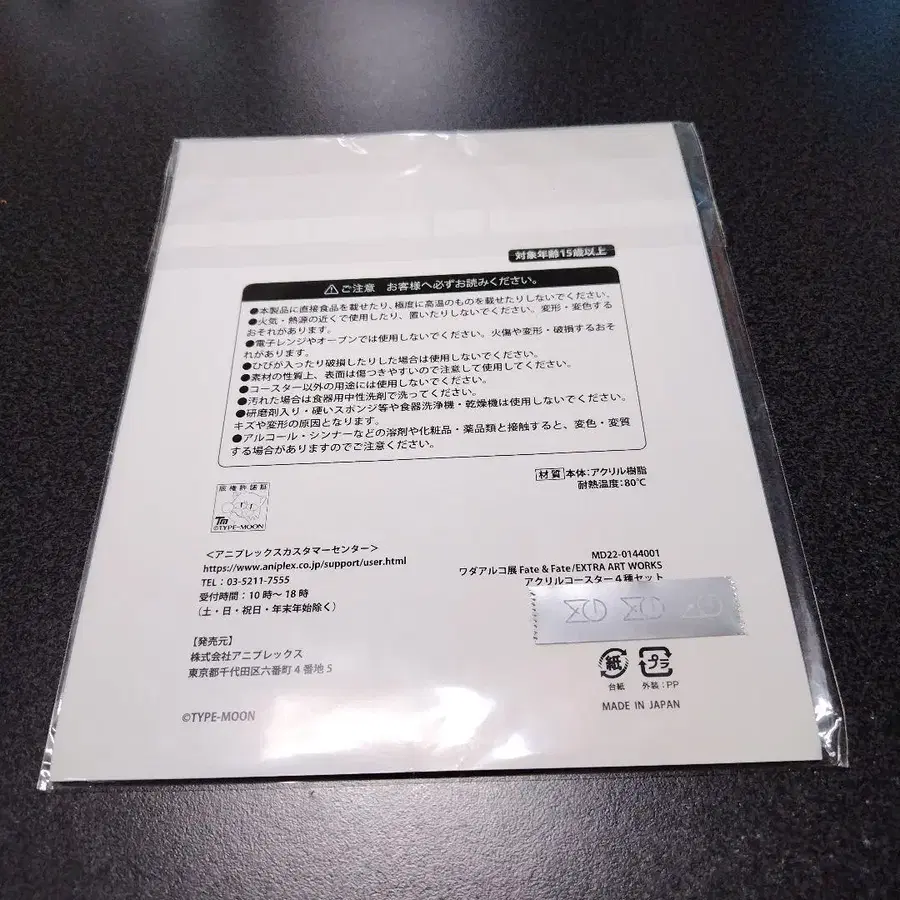 対象年齢15歳以上
⚠ご注意 お客様へ必ずお読みください。
●本製品に直接食品を載せたり、極度に高温のものを載せたりしないでください。
●火気・熱源の近くで使用したり、置いたりしないでください。変形・変色する
おそれがあります。
●電子レンジやオーブンでは使用しないでください。火傷や変形・破損するおそ
れがあります。
●ひびが入ったり破損したりした場合は使用しないでください。
●素材の性質上、表面は傷つきやすいので注意して使用してください。
●コースター以外の用途には使用しないでください。
●汚れた場合は食器用中性洗剤で洗ってください。
●研磨剤入り・硬いスポンジ等や食器洗浄機・乾燥機は使用しないでください。
キズや変形の原因となります。
●アルコール・シンナーなどの溶剤や化粧品・薬品類と接触すると、変色・変質
する場合がありますのでご注意ください。
材質 本体:アクリル樹脂
耐熱温度:80℃
版権許諾証
Tm
©TYPE-MOON
<アニプレックスカスタマーセンター>
https://www.aniplex.co.jp/support/user.html
TEL:03-5211-7555
受付時間:10時〜18時
(土・日・祝日・年末年始除く)
【発売元】
株式会社アニプレックス
東京都千代田区六番町4番地5
©TYPE-MOON
MD22-0144001
ワダアルコ展 Fate & Fate/EXTRA ART WORKS
アクリルコースター4種セット
紙
台紙
プラ
外装:PP
MADE IN JAPAN